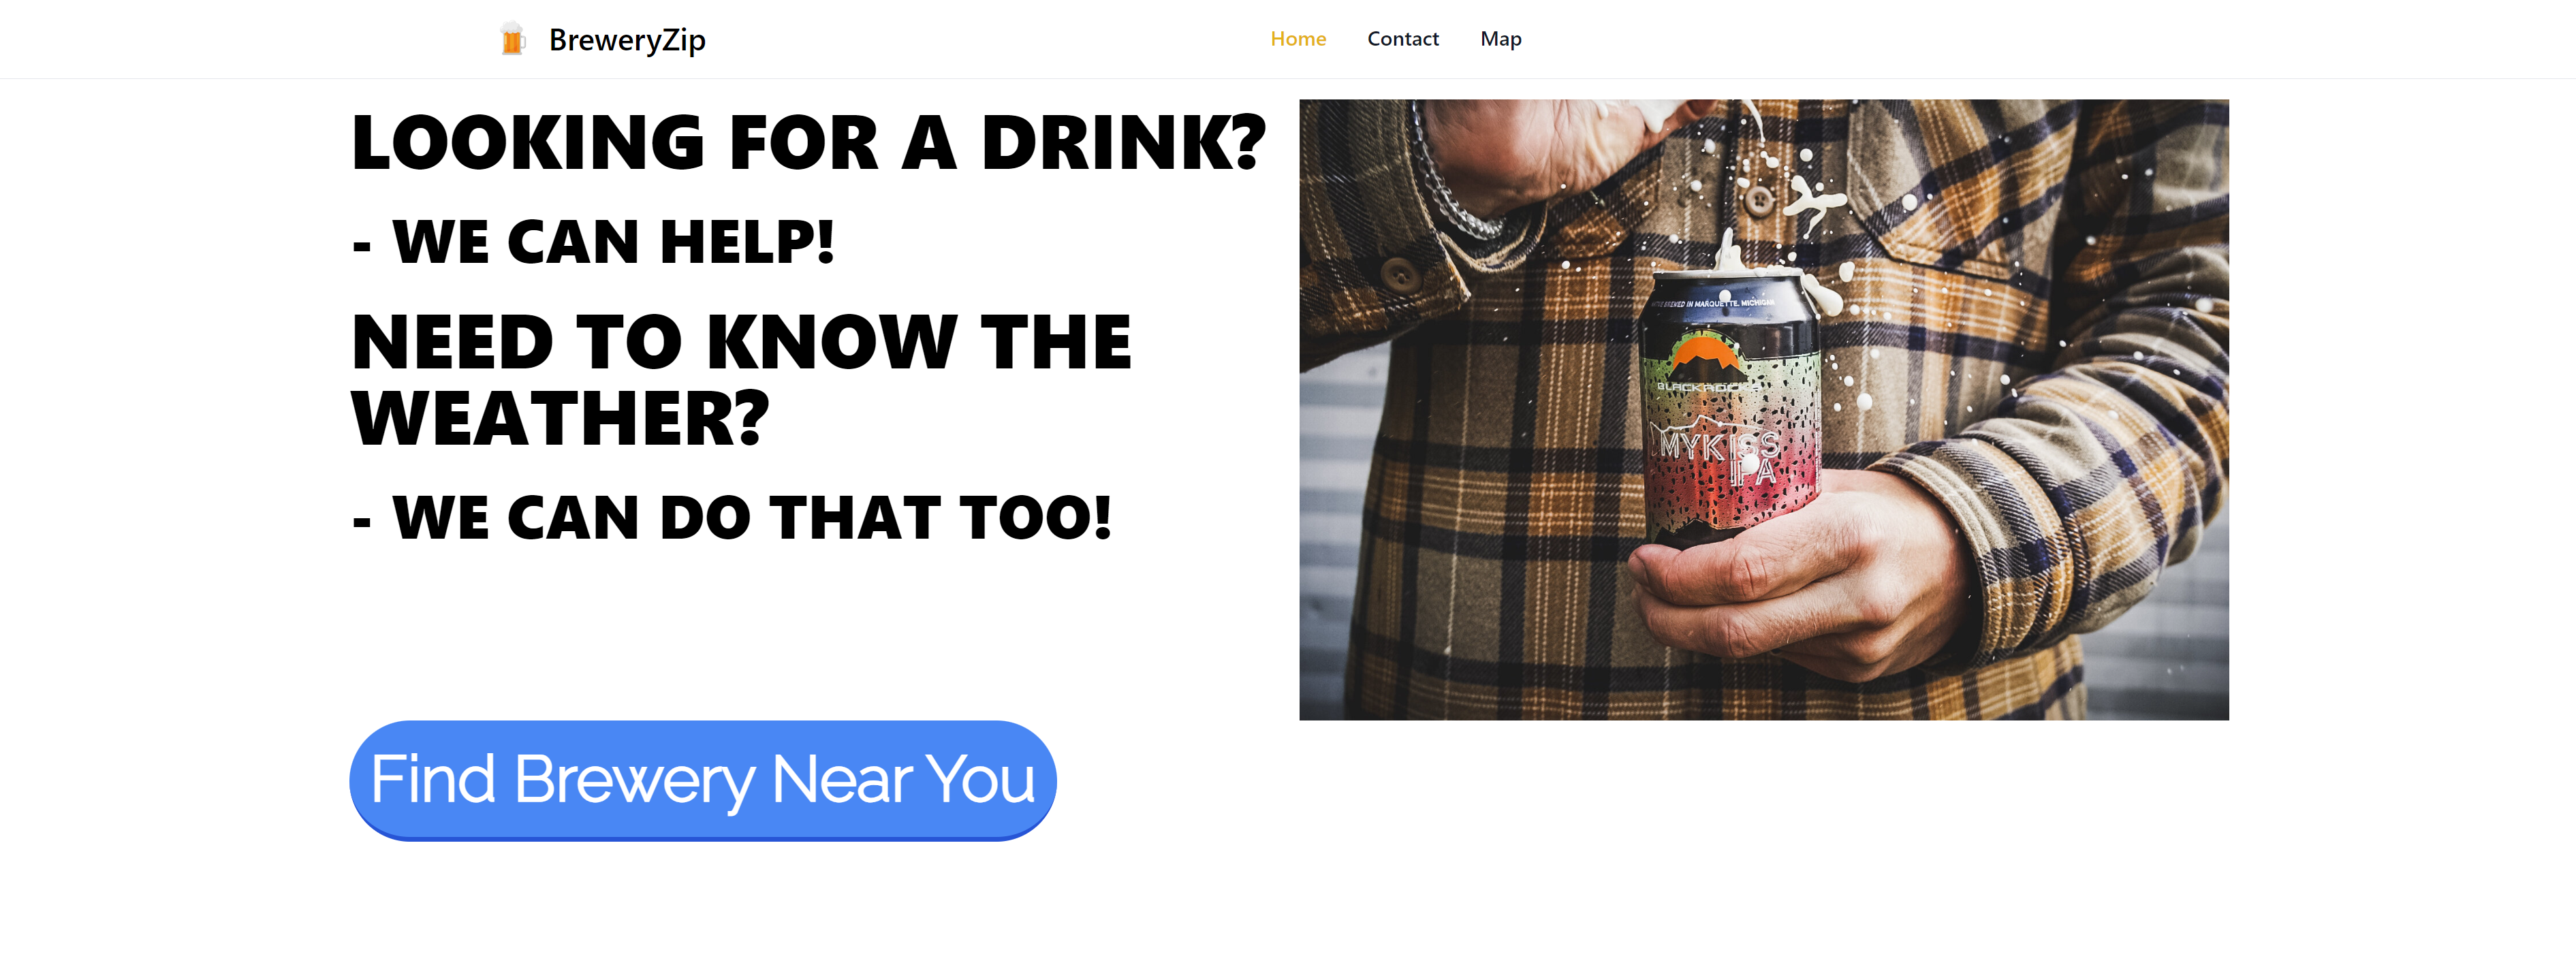 BreweryZip
Home
Contact
Map
LOOKING FOR A DRINK?
- WE CAN HELP!
NEED TO KNOW THE
WEATHER?
- WE CAN DO THAT TOO!
BREWED IN MARQUETTE, MICHIGAN
BLACKROCKS
MYKISS
IPA
Find Brewery Near You